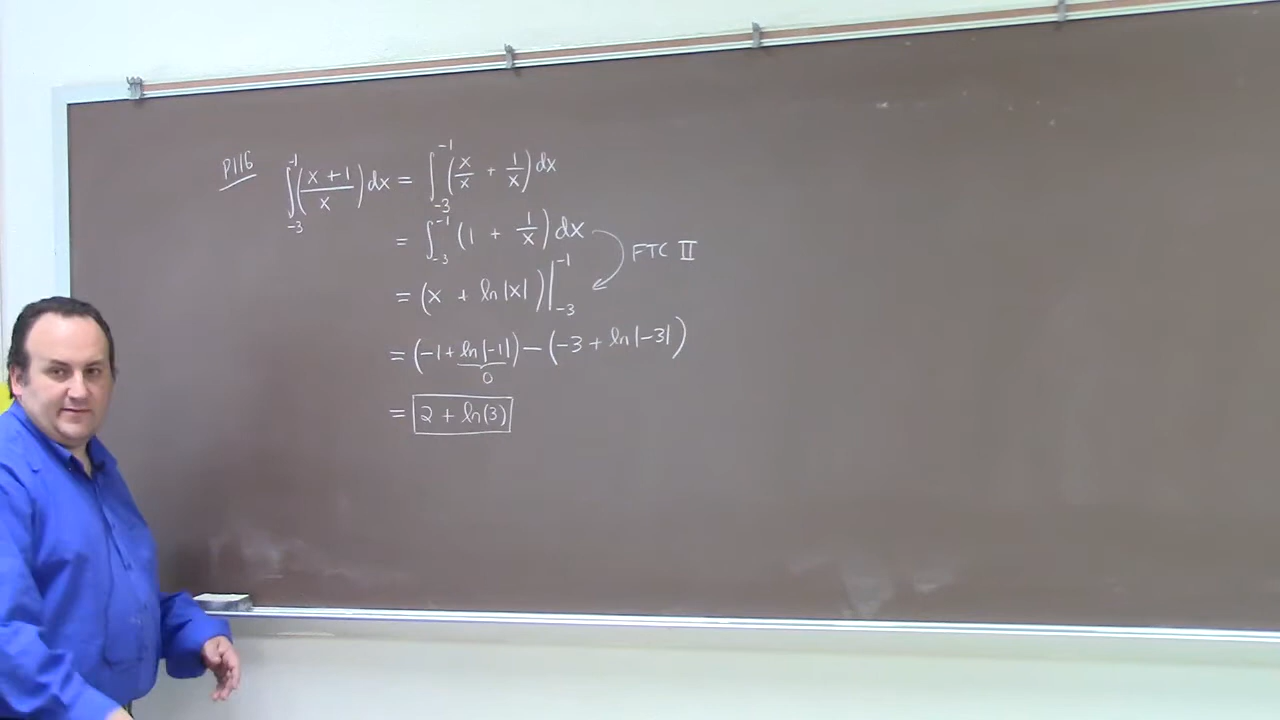 P116 ∫_{-3}^{-1} (x + 1 / x) dx = ∫_{-3}^{-1} (x/x + 1/x) dx
= ∫_{-3}^{-1} (1 + 1/x) dx FTC II
= (x + ln|x|) |_{-3}^{-1}
= (-1 + ln|-1|) - (-3 + ln|-3|)
0
= 2 + ln(3)